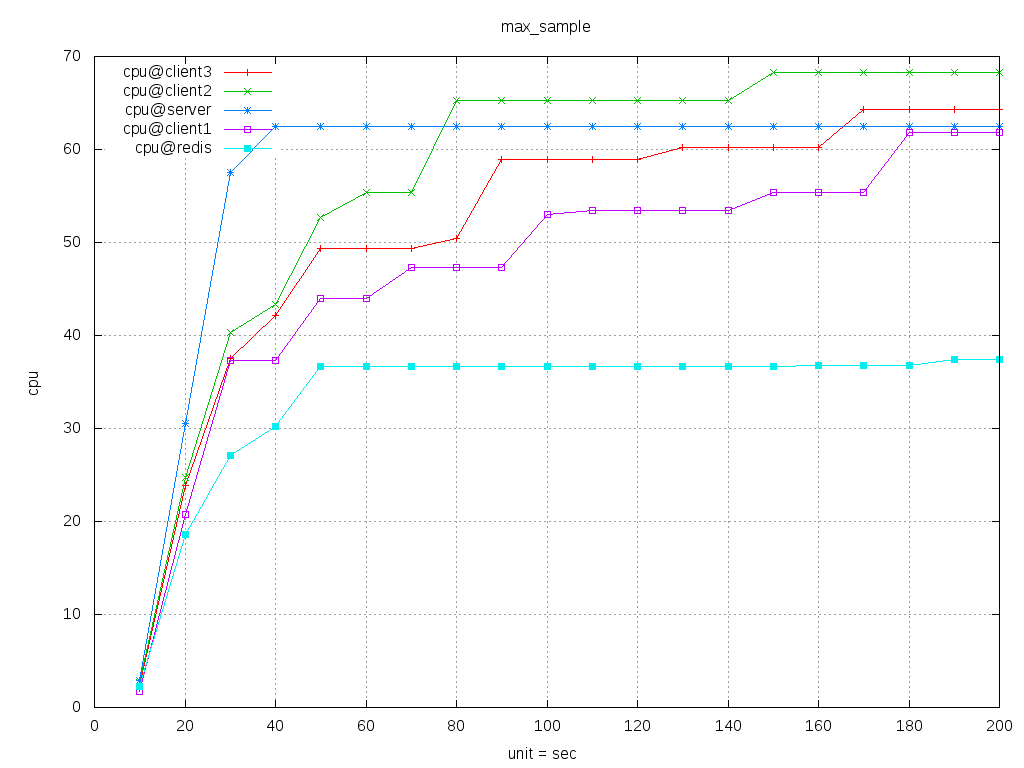 max_sample
70
60
50
40
30
20
10
0
cpu
cpu@client3
cpu@client2
cpu@server
cpu@client1
cpu@redis
0 20 40 60 80 100 120 140 160 180 200
unit = sec